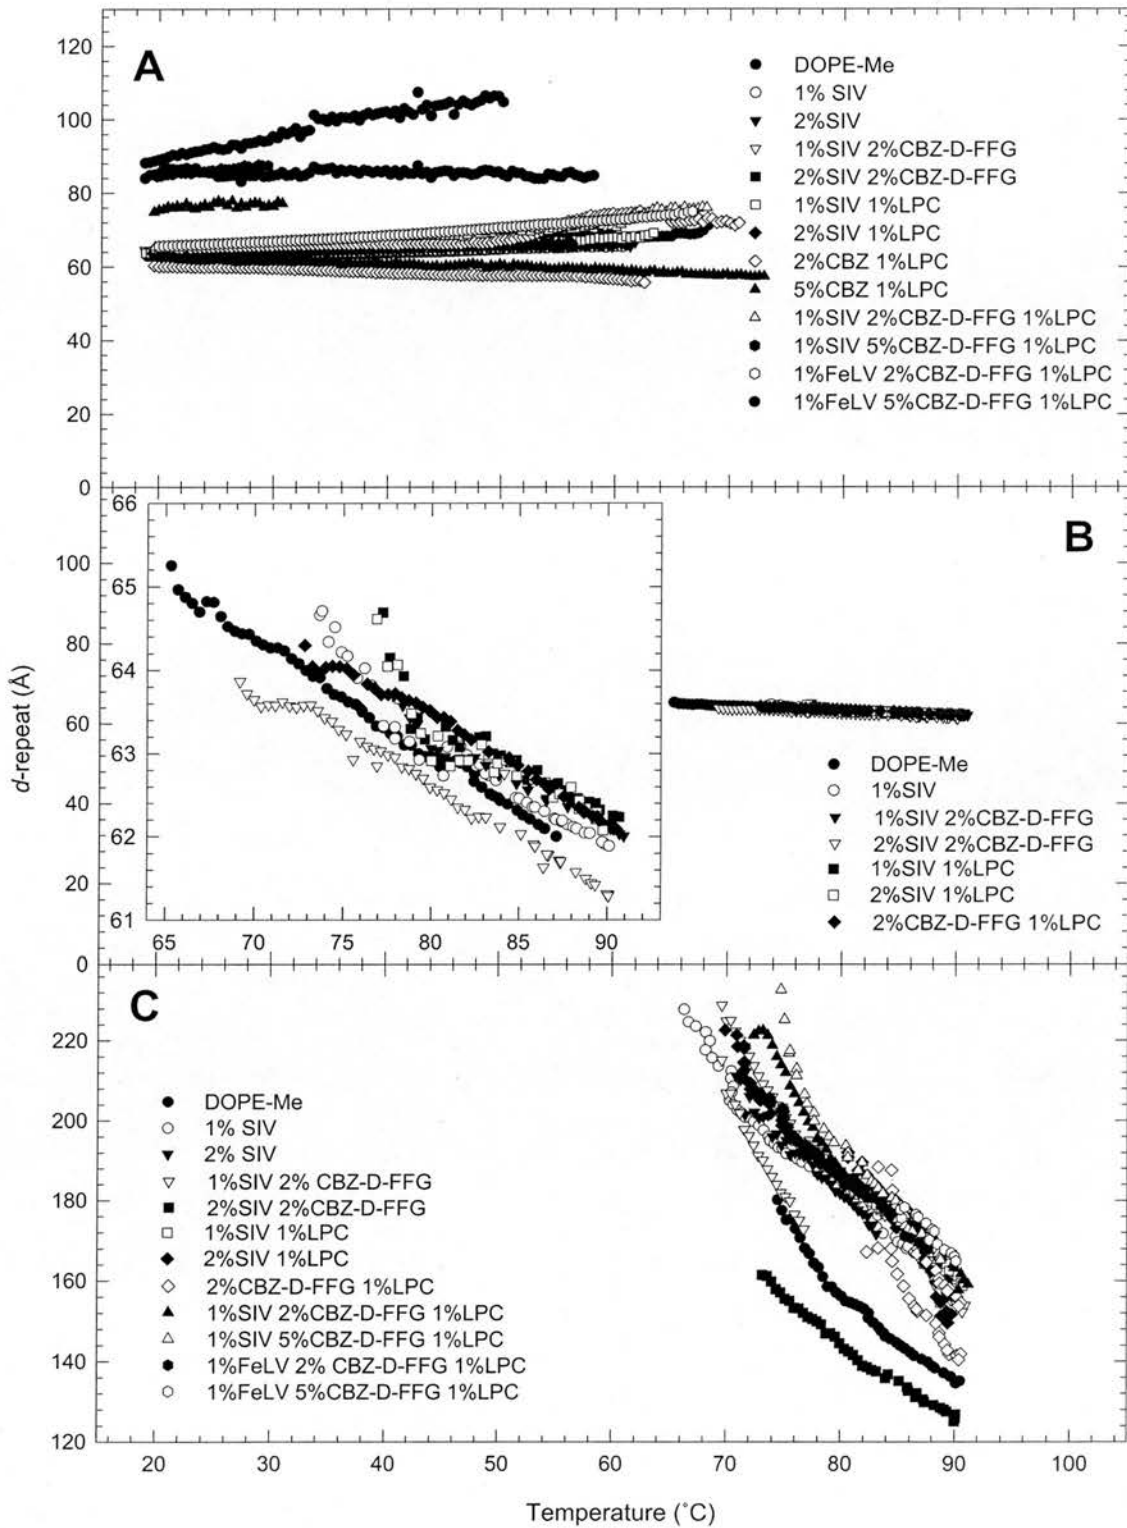 A
120
100
80
60
40
20
0
DOPE-Me
1% SIV
2%SIV
1%SIV 2%CBZ-D-FFG
2%SIV 2%CBZ-D-FFG
1%SIV 1%LPC
2%SIV 1%LPC
2%CBZ 1%LPC
5%CBZ 1%LPC
1%SIV 2%CBZ-D-FFG 1%LPC
1%SIV 5%CBZ-D-FFG 1%LPC
1%FeLV 2%CBZ-D-FFG 1%LPC
1%FeLV 5%CBZ-D-FFG 1%LPC
B
d-repeat (Å)
100
80
60
40
20
0
66
65
64
63
62
61
65 70 75 80 85 90
DOPE-Me
1%SIV
1%SIV 2%CBZ-D-FFG
2%SIV 2%CBZ-D-FFG
1%SIV 1%LPC
2%SIV 1%LPC
2%CBZ-D-FFG 1%LPC
C
220
200
180
160
140
120
DOPE-Me
1% SIV
2% SIV
1%SIV 2% CBZ-D-FFG
2%SIV 2%CBZ-D-FFG
1%SIV 1%LPC
2%SIV 1%LPC
2%CBZ-D-FFG 1%LPC
1%SIV 2%CBZ-D-FFG 1%LPC
1%SIV 5%CBZ-D-FFG 1%LPC
1%FeLV 2% CBZ-D-FFG 1%LPC
1%FeLV 5%CBZ-D-FFG 1%LPC
20 30 40 50 60 70 80 90 100
Temperature (˚C)